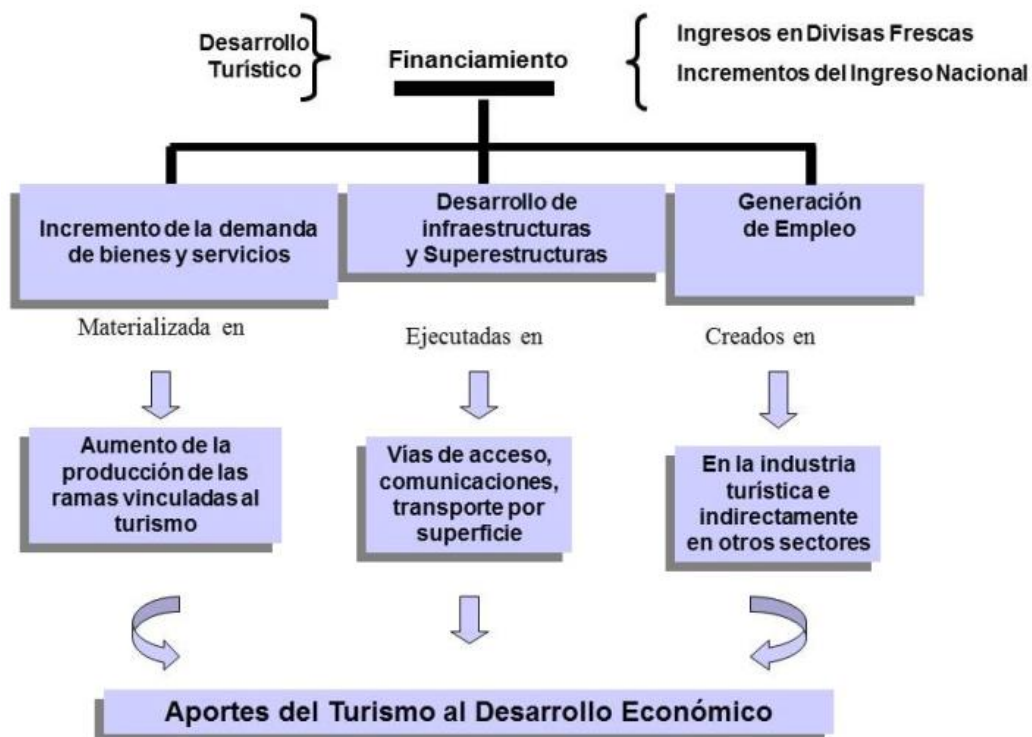 Desarrollo
Turístico
Financiamiento
Ingresos en Divisas Frescas
Incrementos del Ingreso Nacional
Incremento de la demanda
de bienes y servicios
Desarrollo de
infraestructuras
y Superestructuras
Generación
de Empleo
Materializada en
Ejecutadas en
Creados en
Aumento de la
producción de las
ramas vinculadas al
turismo
Vías de acceso,
comunicaciones,
transporte por
superficie
En la industria
turística e
indirectamente
en otros sectores
Aportes del Turismo al Desarrollo Económico